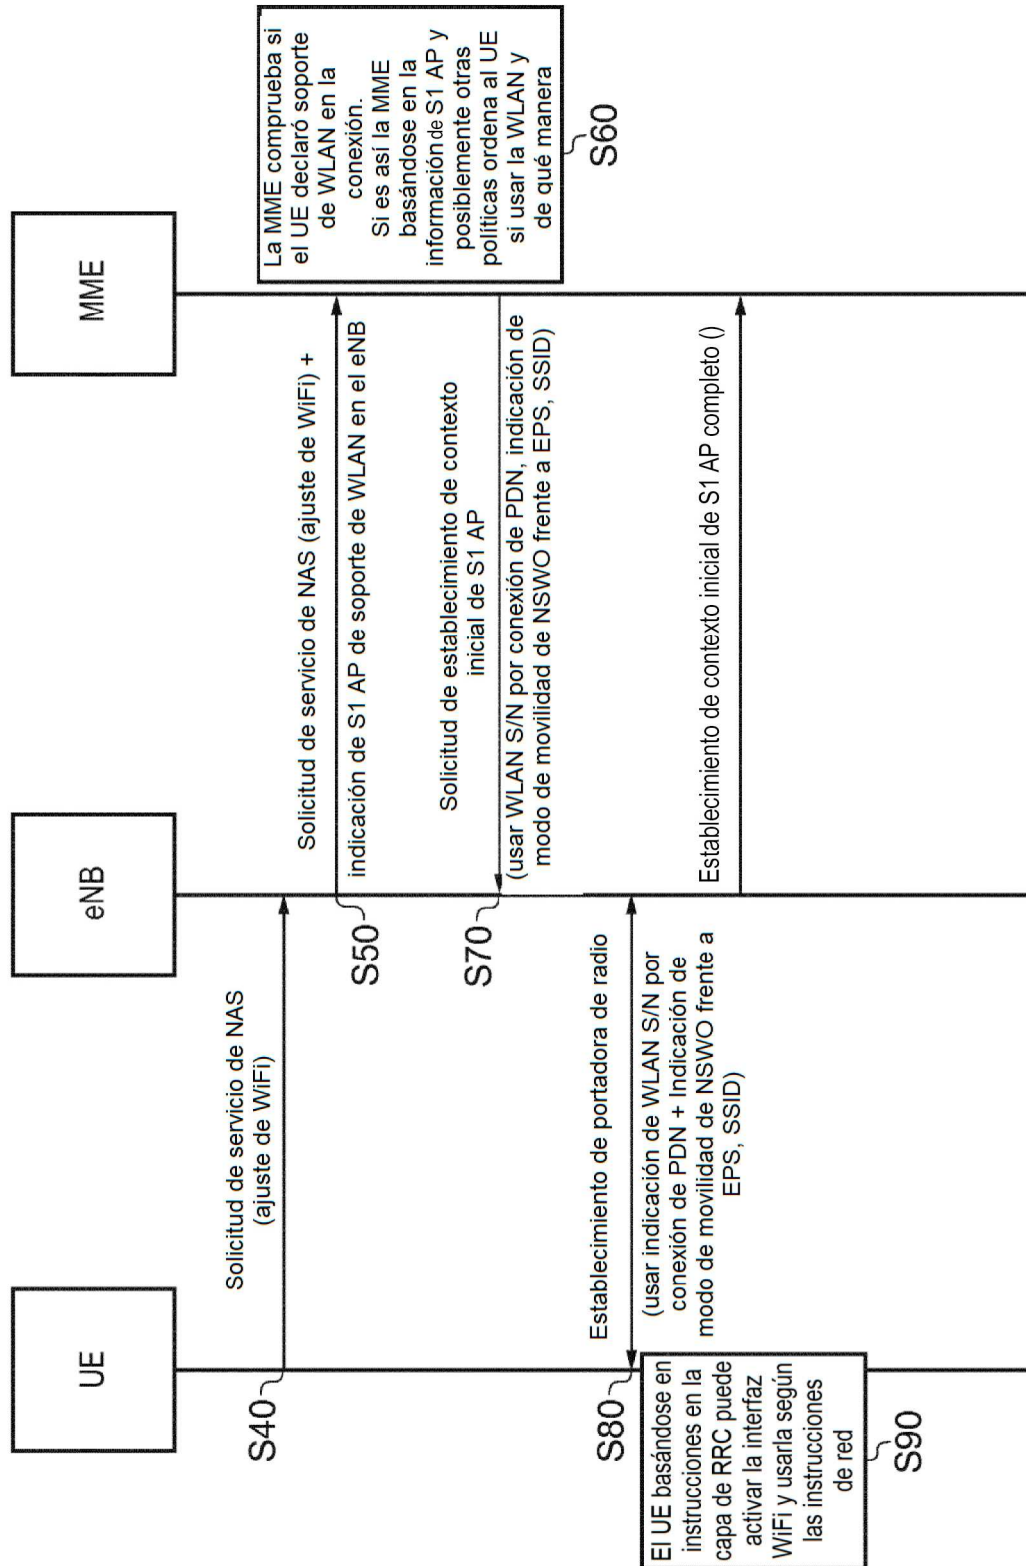 UE
eNB
MME
Solicitud de servicio de NAS
(ajuste de WiFi)
S40
Solicitud de servicio de NAS (ajuste de WiFi) +
indicación de S1 AP de soporte de WLAN en el eNB
S50
La MME comprueba si
el UE declaró soporte
de WLAN en la
conexión.
Si es así la MME
basándose en la
información de S1 AP y
posiblemente otras
políticas ordena al UE
si usar la WLAN y
de qué manera
S60
Solicitud de establecimiento de contexto
inicial de S1 AP
(usar WLAN S/N por conexión de PDN, indicación de
modo de movilidad de NSWO frente a EPS, SSID)
S70
Establecimiento de portadora de radio
(usar indicación de WLAN S/N por
conexión de PDN + Indicación de
modo de movilidad de NSWO frente a
EPS, SSID)
S80
El UE basándose en
instrucciones en la
capa de RRC puede
activar la interfaz
WiFi y usarla según
las instrucciones
de red
S90
Establecimiento de contexto inicial de S1 AP completo ()